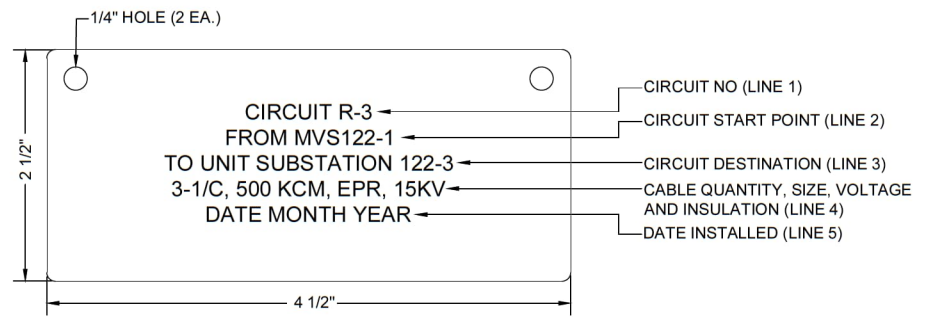 1/4" HOLE (2 EA.)
CIRCUIT R-3
FROM MVS122-1
TO UNIT SUBSTATION 122-3
3-1/C, 500 KCM, EPR, 15KV
DATE MONTH YEAR
CIRCUIT NO (LINE 1)
CIRCUIT START POINT (LINE 2)
CIRCUIT DESTINATION (LINE 3)
CABLE QUANTITY, SIZE, VOLTAGE
AND INSULATION (LINE 4)
DATE INSTALLED (LINE 5)
2 1/2"
4 1/2"